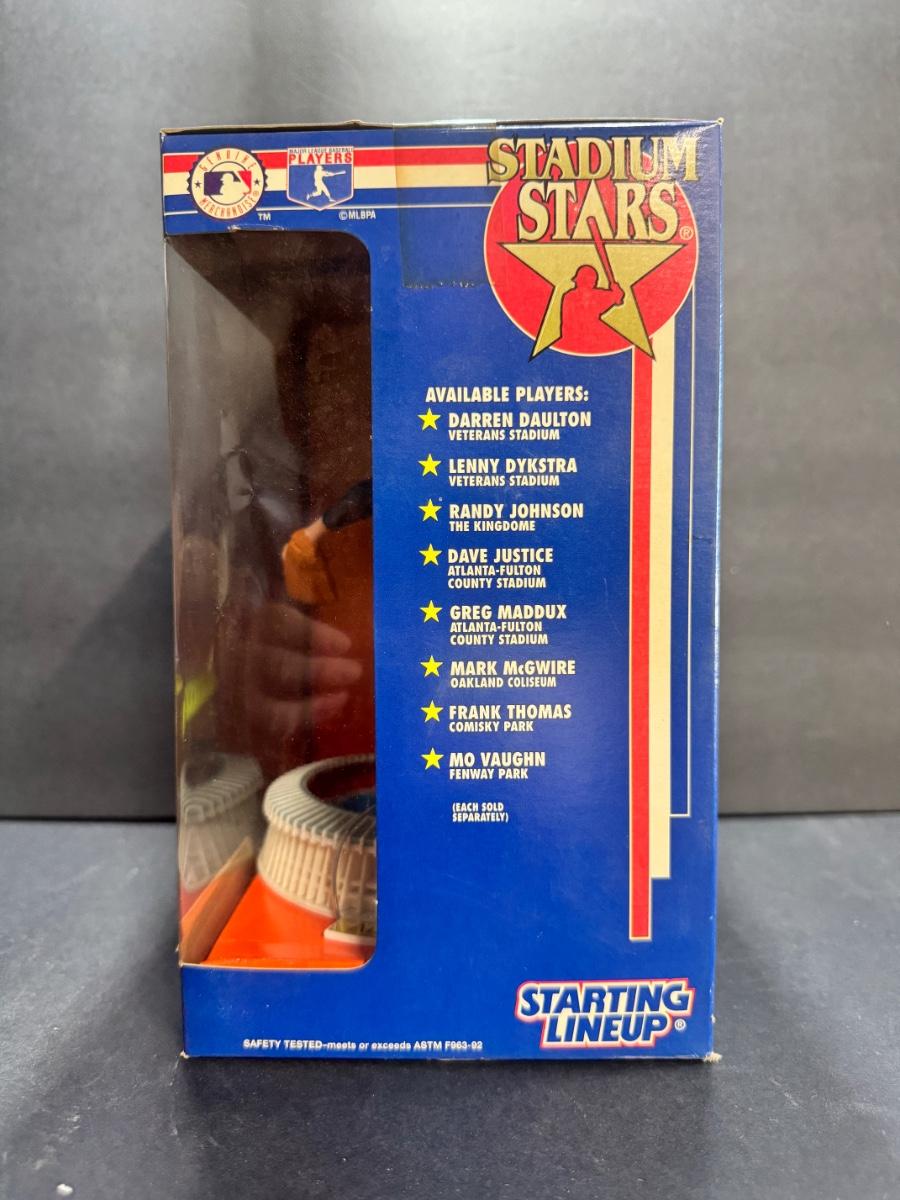 GENUINE
MERCHANDISE®
TM
MAJOR LEAGUE BASEBALL
PLAYERS
©MLBPA
STADIUM
STARS®
AVAILABLE PLAYERS:
DARREN DAULTON
VETERANS STADIUM
LENNY DYKSTRA
VETERANS STADIUM
RANDY JOHNSON
THE KINGDOME
DAVE JUSTICE
ATLANTA-FULTON
COUNTY STADIUM
GREG MADDUX
ATLANTA-FULTON
COUNTY STADIUM
MARK McGWIRE
OAKLAND COLISEUM
FRANK THOMAS
COMISKY PARK
MO VAUGHN
FENWAY PARK
(EACH SOLD
SEPARATELY)
STARTING
LINEUP®
SAFETY TESTED–meets or exceeds ASTM F963-92